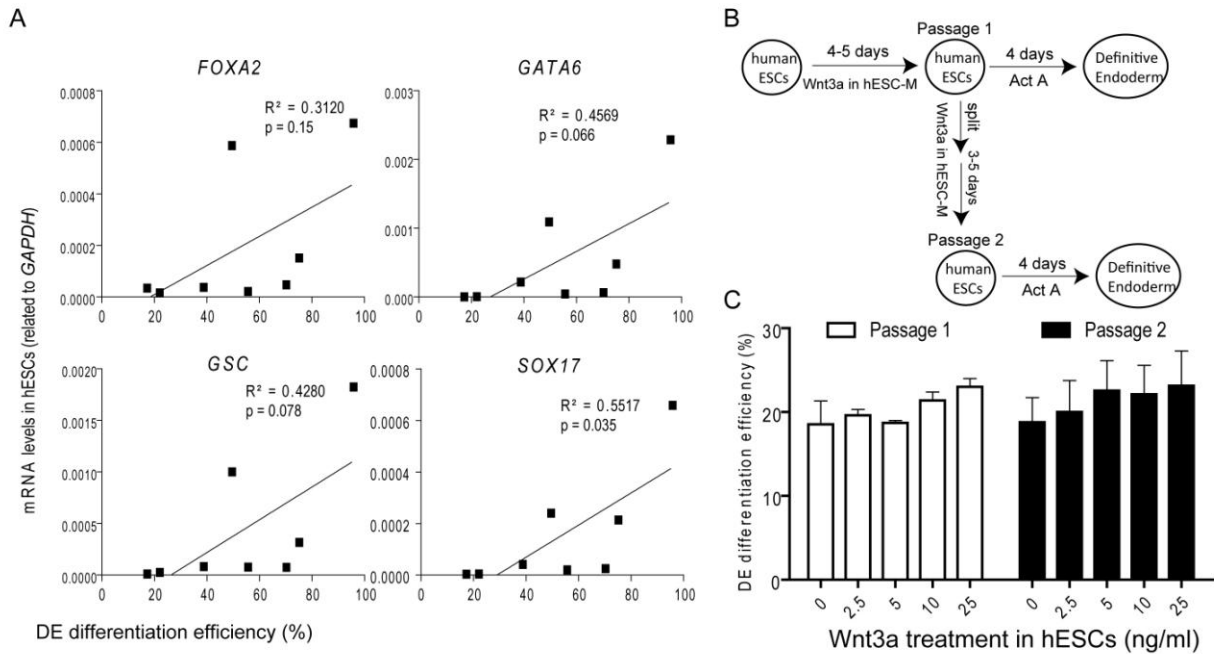 A
FOXA2
0.0008
0.0006
0.0004
0.0002
0.0000
R² = 0.3120
p = 0.15
0 20 40 60 80 100
GATA6
0.003
0.002
0.001
0.000
R² = 0.4569
p = 0.066
0 20 40 60 80 100
GSC
0.0020
0.0015
0.0010
0.0005
0.0000
R² = 0.4280
p = 0.078
0 20 40 60 80 100
SOX17
0.0008
0.0006
0.0004
0.0002
0.0000
R² = 0.5517
p = 0.035
0 20 40 60 80 100
mRNA levels in hESCs (related to GAPDH)
DE differentiation efficiency (%)
B
human
ESCs
4-5 days
Wnt3a in hESC-M
Passage 1
human
ESCs
4 days
Act A
Definitive
Endoderm
split
3-5 days
Wnt3a in hESC-M
Passage 2
human
ESCs
4 days
Act A
Definitive
Endoderm
C
Passage 1
Passage 2
DE differentiation efficiency (%)
30
20
10
0
0 2.5 5 10 25 0 2.5 5 10 25
Wnt3a treatment in hESCs (ng/ml)